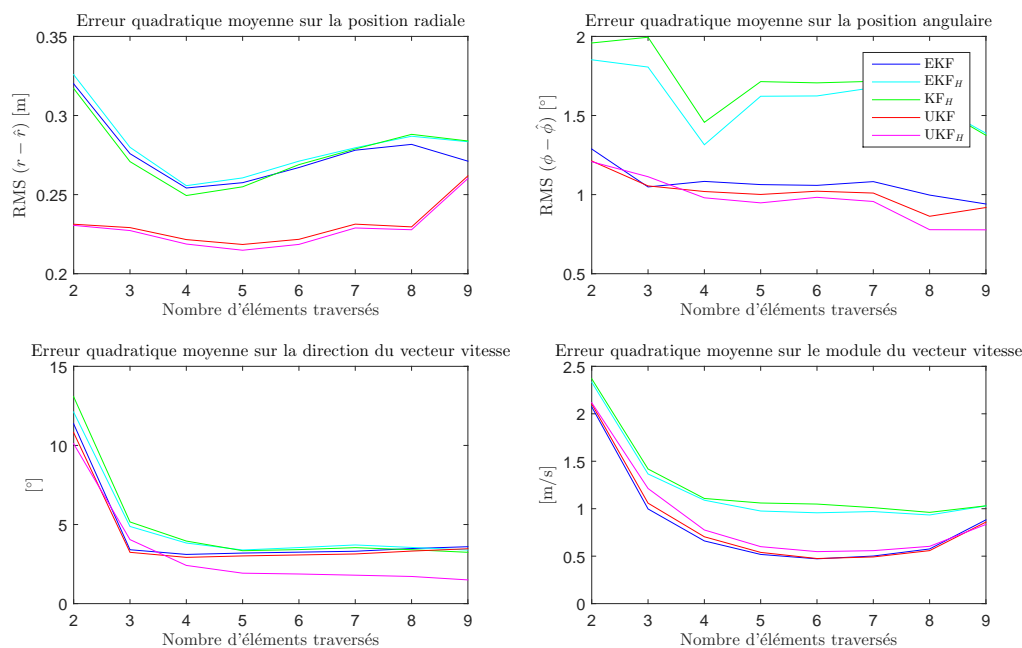 Erreur quadratique moyenne sur la position radiale
0.35
0.3
0.25
0.2
RMS (r − r̂) [m]
2 3 4 5 6 7 8 9
Nombre d'éléments traversés
Erreur quadratique moyenne sur la position angulaire
2
1.5
1
0.5
RMS (ϕ − ϕ̂) [°]
EKF
EKF_H
KF_H
UKF
UKF_H
2 3 4 5 6 7 8 9
Nombre d'éléments traversés
Erreur quadratique moyenne sur la direction du vecteur vitesse
15
10
5
0
[°]
2 3 4 5 6 7 8 9
Nombre d'éléments traversés
Erreur quadratique moyenne sur le module du vecteur vitesse
2.5
2
1.5
1
0.5
0
[m/s]
2 3 4 5 6 7 8 9
Nombre d'éléments traversés